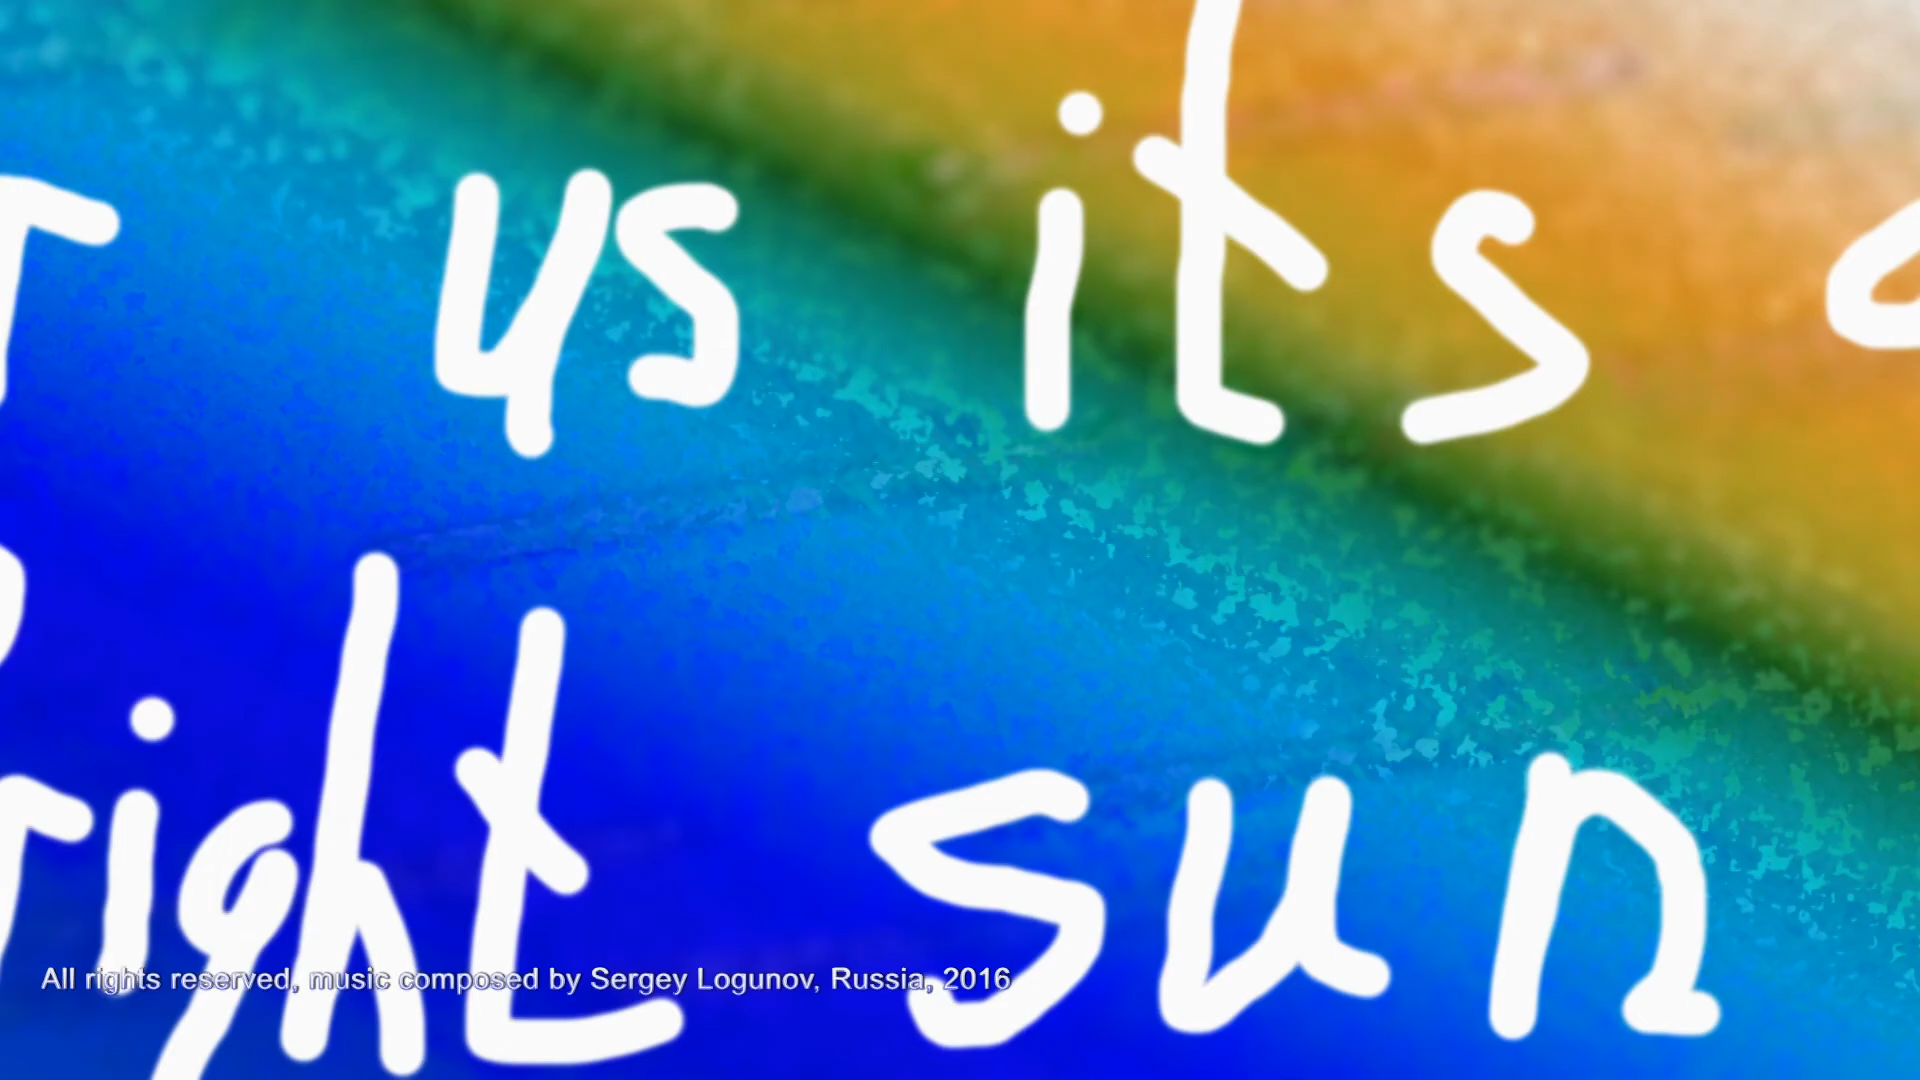 us its
right sun
All rights reserved, music composed by Sergey Logunov, Russia, 2016